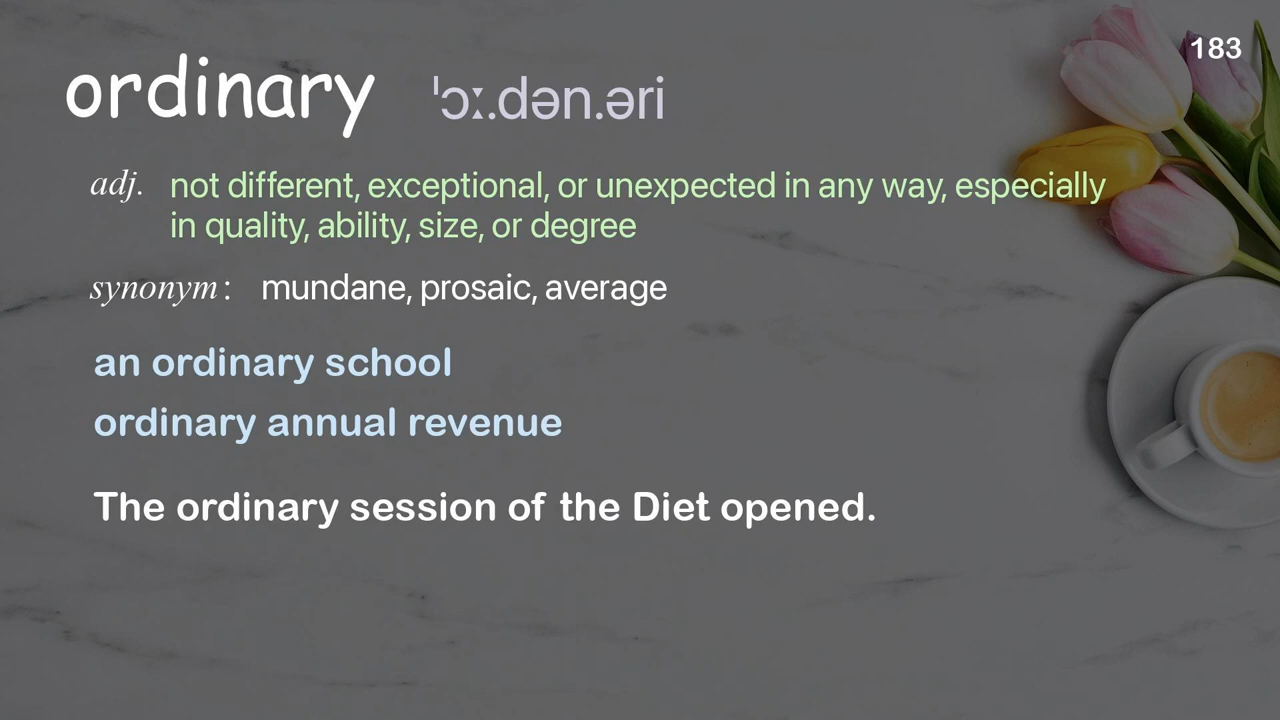 183
ordinary ˈɔː.dən.əri
adj. not different, exceptional, or unexpected in any way, especially
in quality, ability, size, or degree
synonym: mundane, prosaic, average
an ordinary school
ordinary annual revenue
The ordinary session of the Diet opened.